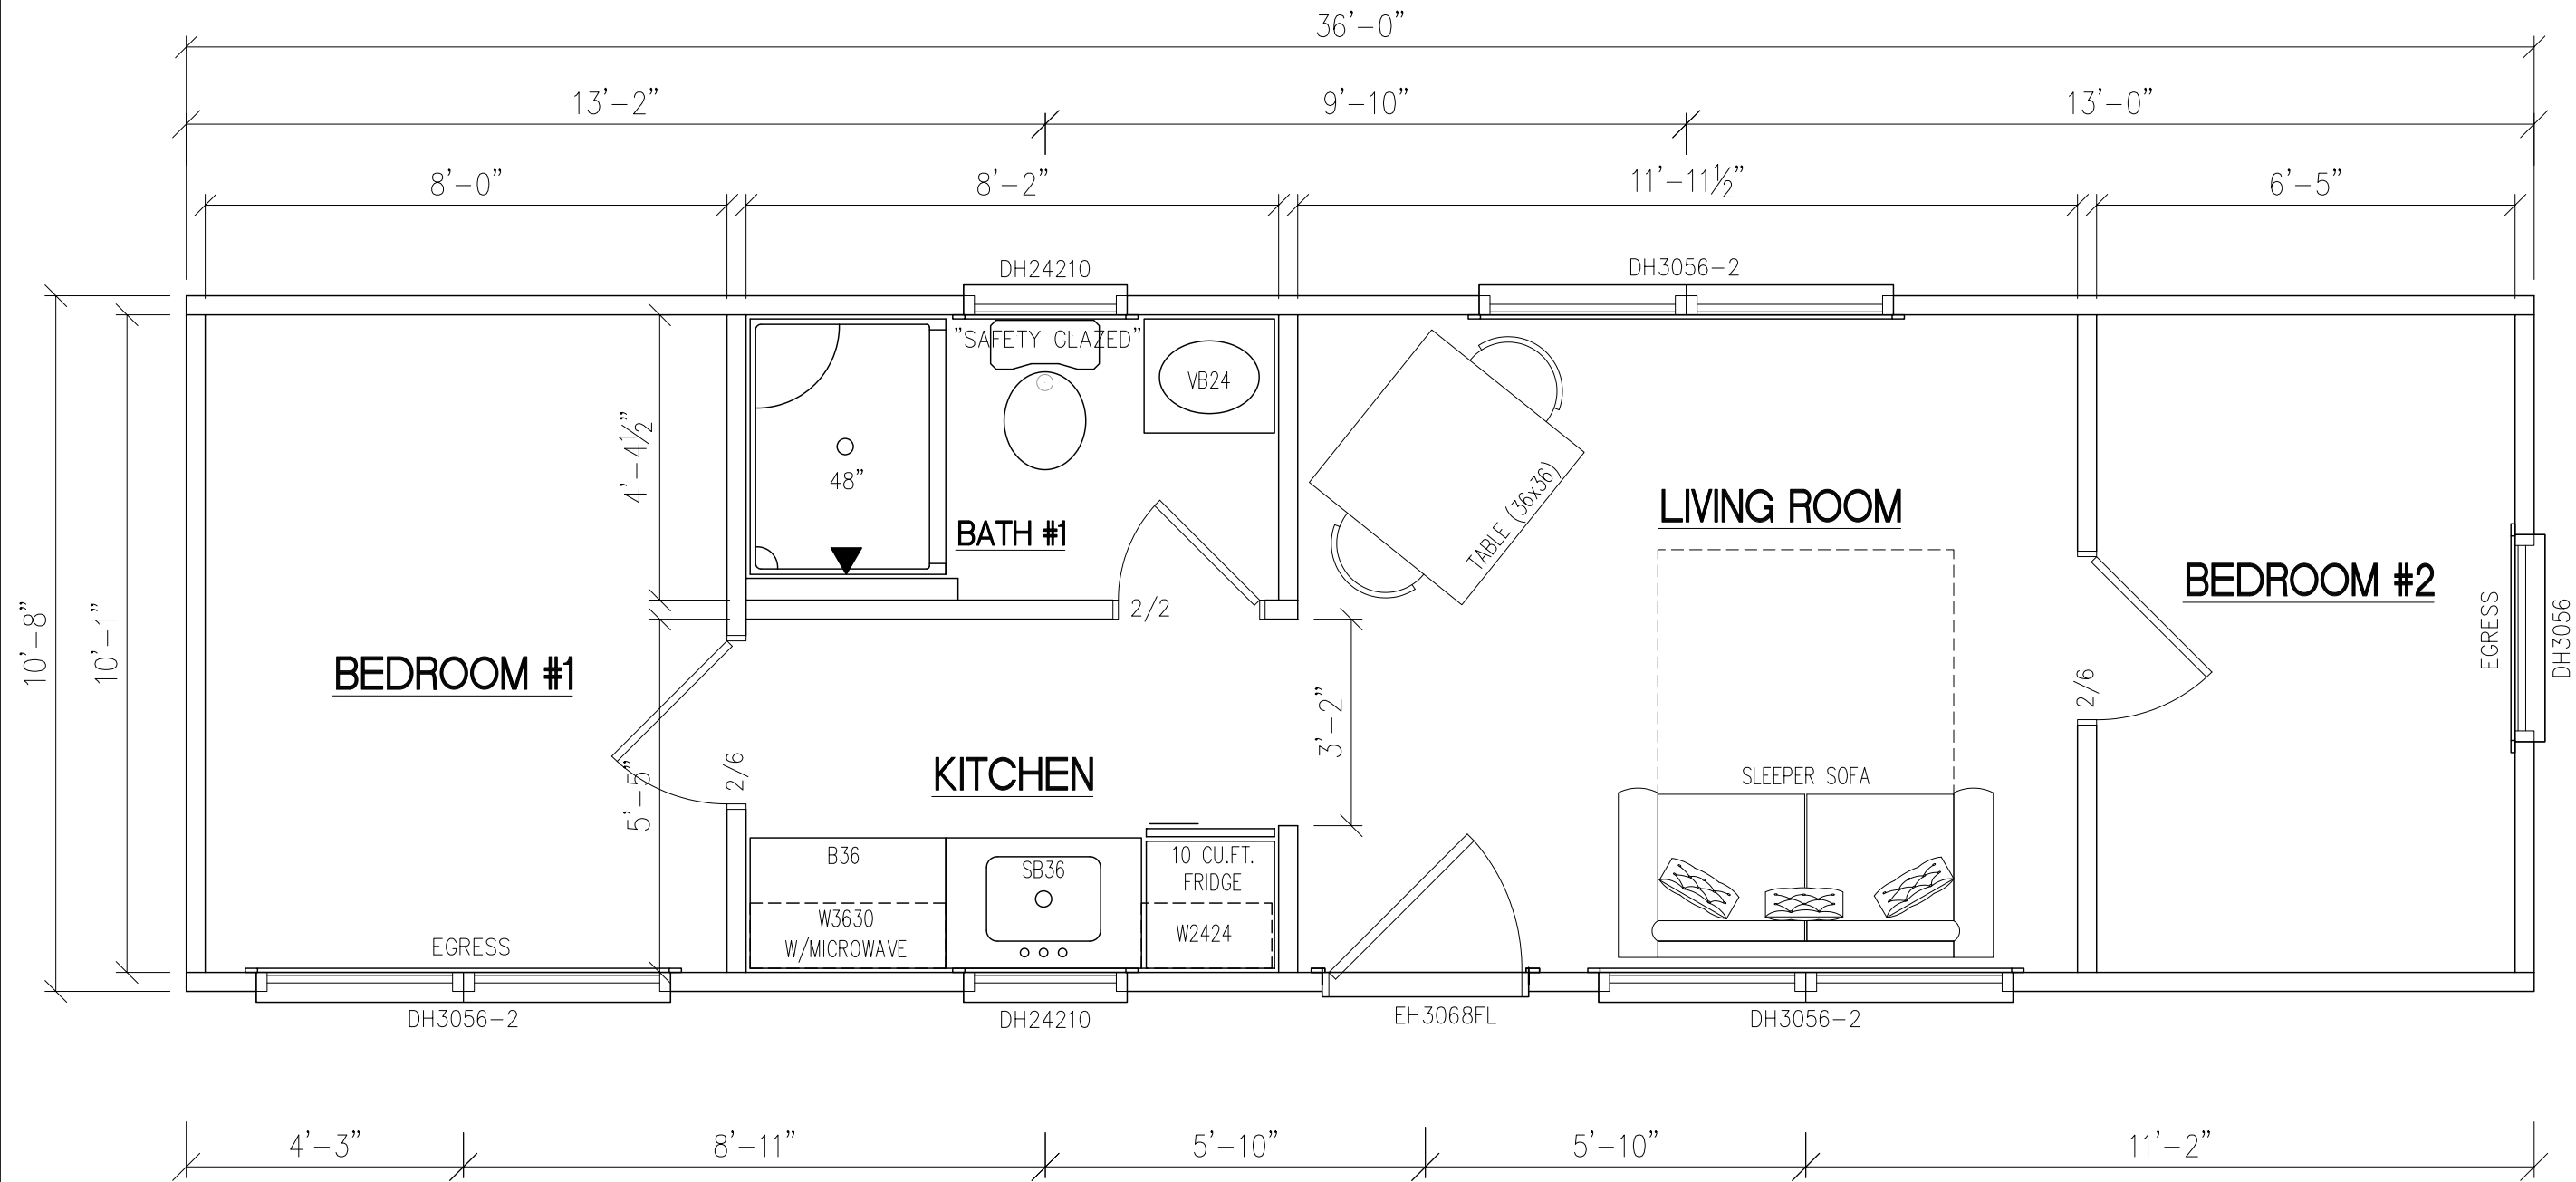 36'-0"
13'-2" 9'-10" 13'-0"
8'-0" 8'-2" 11'-11½" 6'-5"
DH24210 DH3056-2
"SAFETY GLAZED"
VB24
48"
4'-4½"
BATH #1
2/2
TABLE (36x36)
LIVING ROOM
BEDROOM #2
EGRESS
DH3056
10'-8"
10'-1"
BEDROOM #1
2/6
5'-5"
KITCHEN
3'-2"
2/6
SLEEPER SOFA
B36
SB36
10 CU.FT.
FRIDGE
W3630
W/MICROWAVE
W2424
EGRESS
DH3056-2 DH24210 EH3068FL DH3056-2
4'-3" 8'-11" 5'-10" 5'-10" 11'-2"